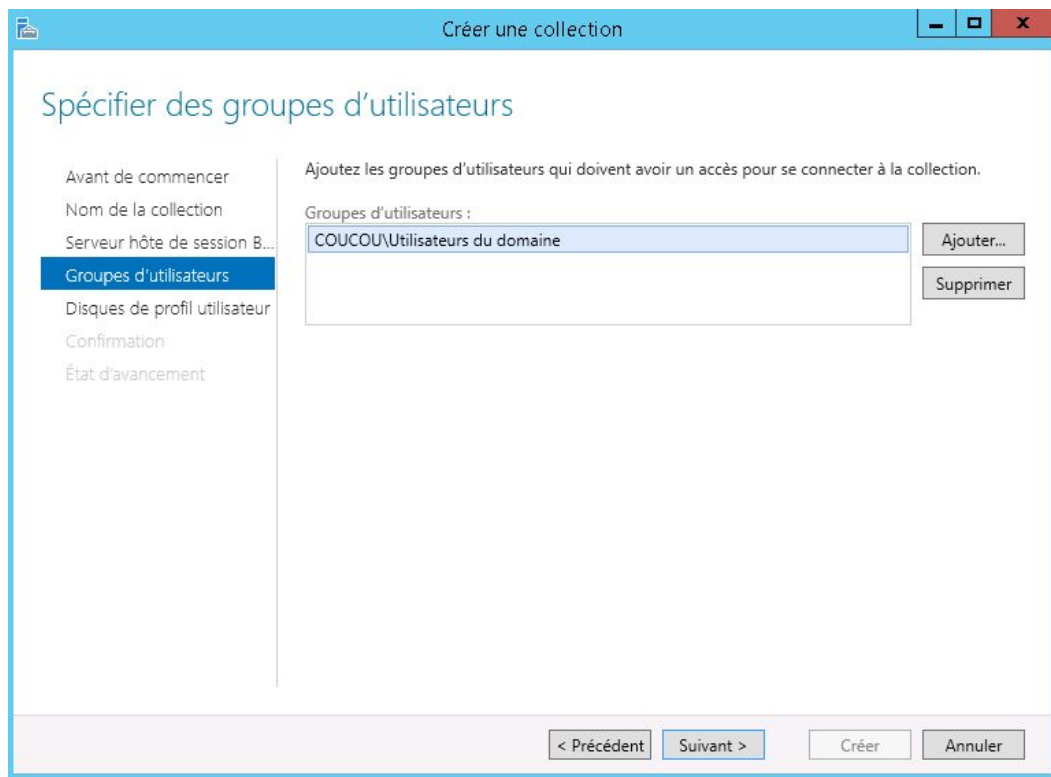 Créer une collection
Spécifier des groupes d'utilisateurs
Avant de commencer
Nom de la collection
Serveur hôte de session B...
Groupes d'utilisateurs
Disques de profil utilisateur
Confirmation
État d'avancement
Ajoutez les groupes d'utilisateurs qui doivent avoir un accès pour se connecter à la collection.
Groupes d'utilisateurs :
COUCOU\Utilisateurs du domaine
Ajouter...
Supprimer
< Précédent
Suivant >
Créer
Annuler